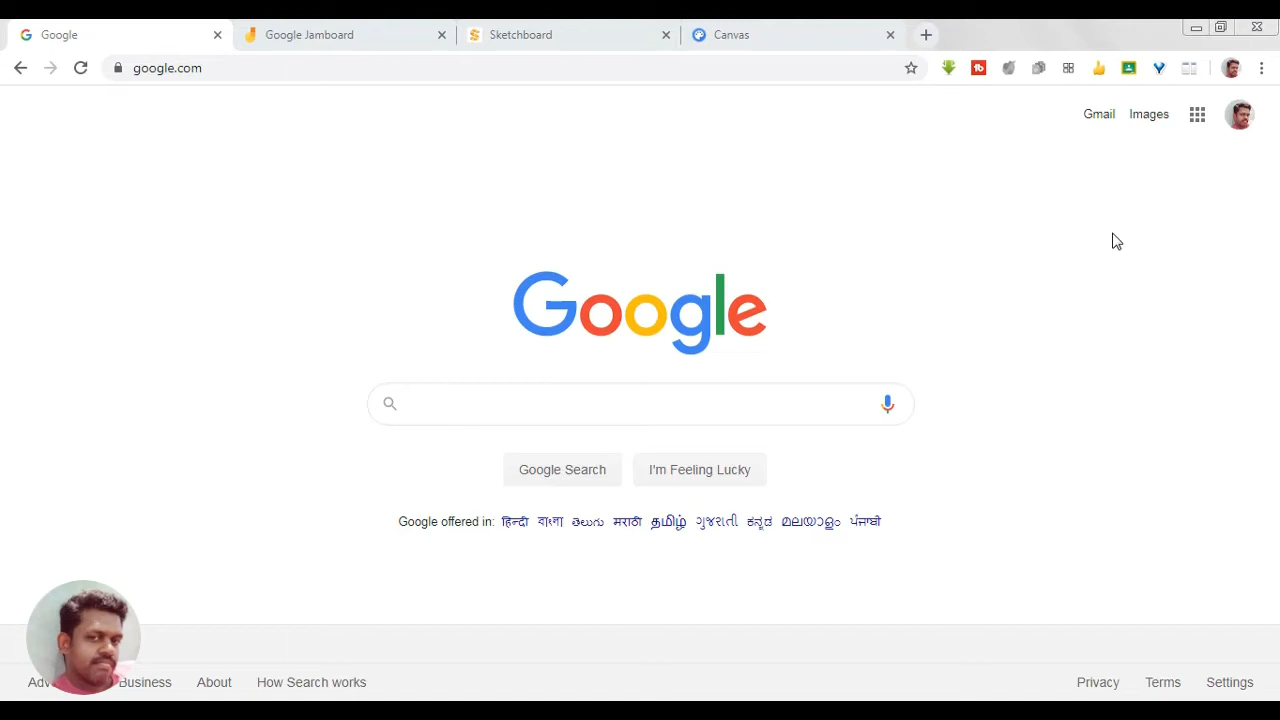 Google
Google Jamboard
Sketchboard
Canvas
google.com
Gmail
Images
Google
Google Search
I'm Feeling Lucky
Google offered in: हिन्दी বাংলা తెలుగు मराठी தமிழ் ગુજરાતી ಕನ್ನಡ മലയാളം ਪੰਜਾਬੀ
Business
About
How Search works
Privacy
Terms
Settings